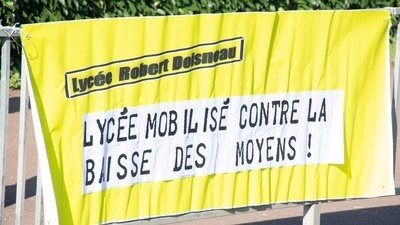 Lycée Robert Doisneau
LYCÉE MOBILISÉ CONTRE LA
BAISSE DES MOYENS !